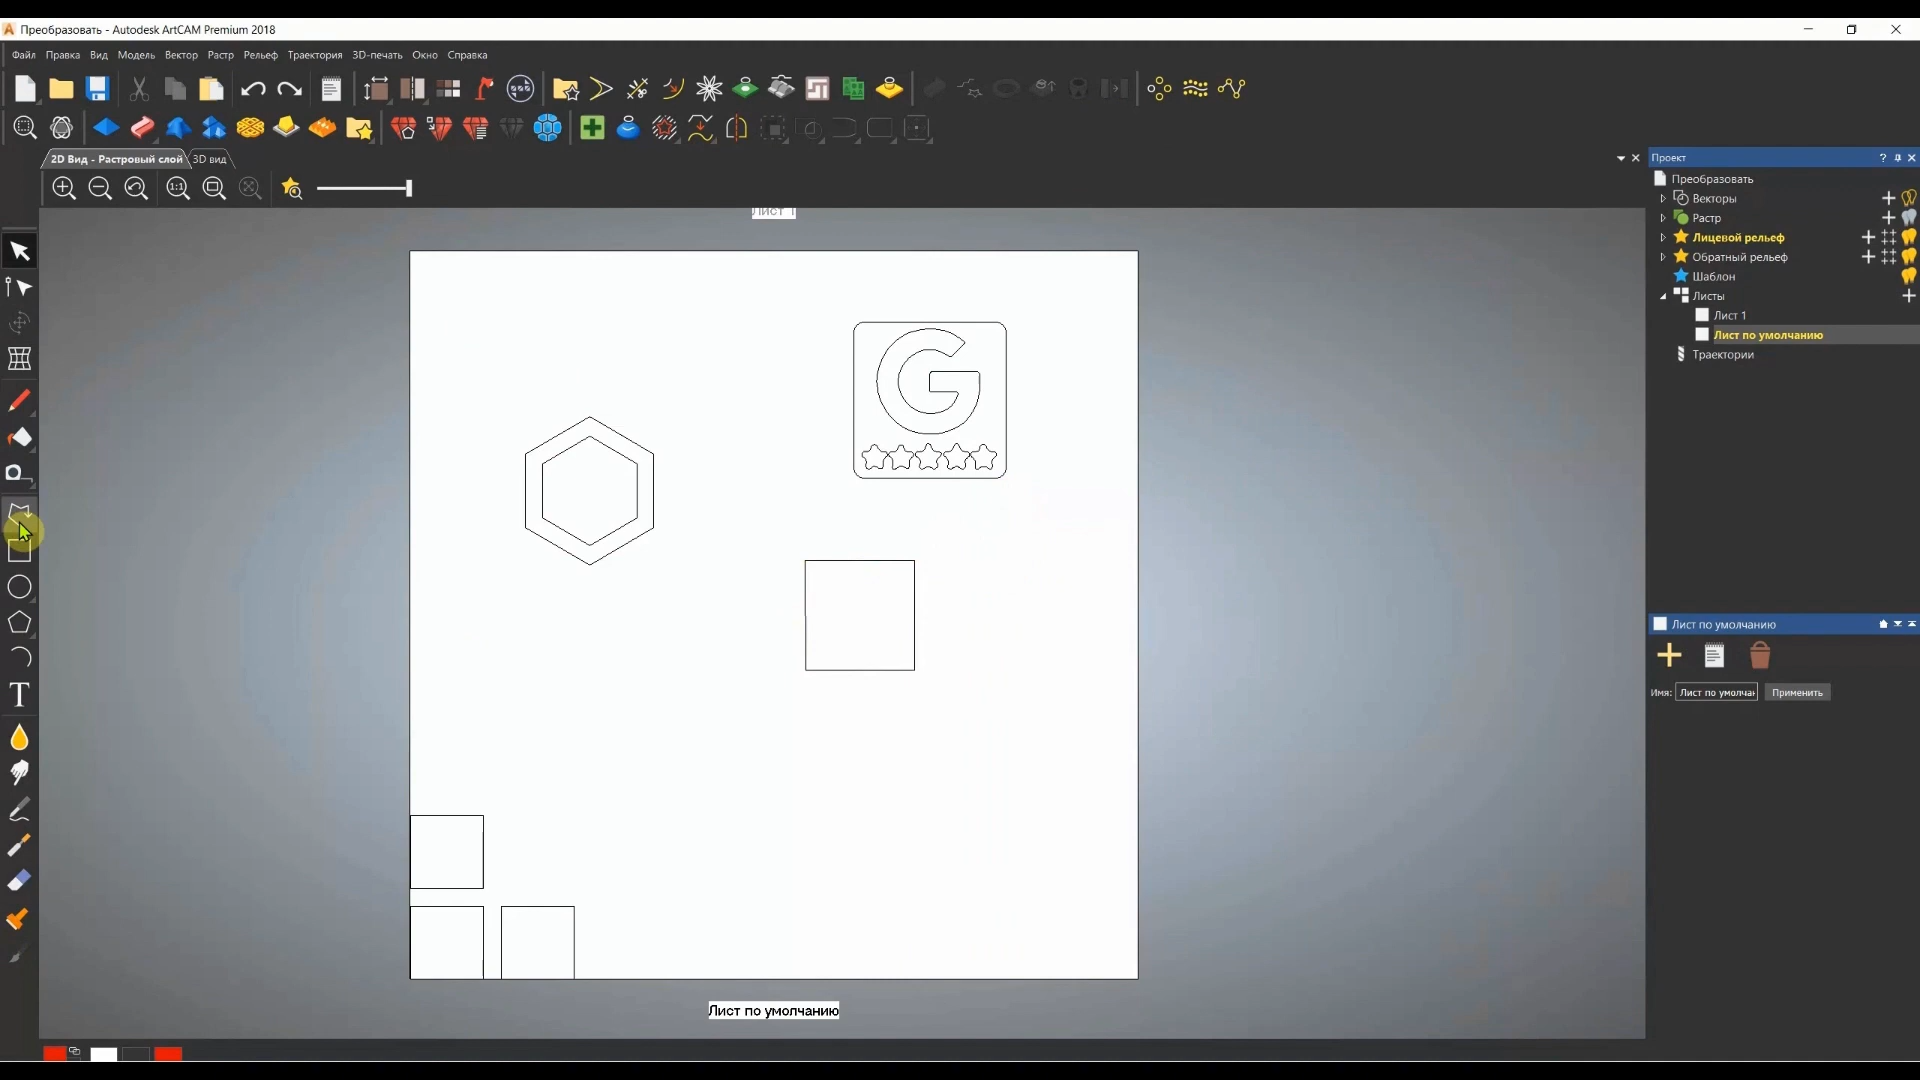 Преобразовать - Autodesk ArtCAM Premium 2018
Файл Правка Вид Модель Вектор Растр Рельеф Траектория 3D-печать Окно Справка
2D Вид - Растровый слой 3D вид
1:1
Лист 1
T
Лист по умолчанию
Проект
Преобразовать
Векторы
Растр
Лицевой рельеф
Обратный рельеф
Шаблон
Листы
Лист 1
Лист по умолчанию
Траектории
Лист по умолчанию
Имя: Лист по умолчан Применить